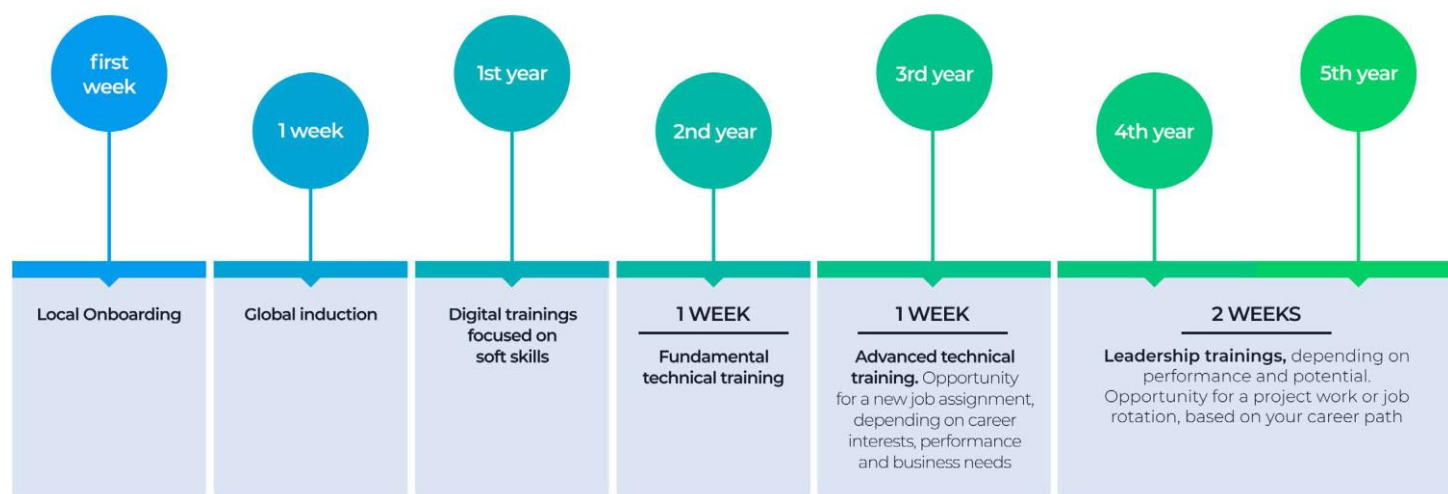 first
week
1 week
1st year
2nd year
3rd year
4th year
5th year
Local Onboarding
Global induction
Digital trainings
focused on
soft skills
1 WEEK
Fundamental
technical training
1 WEEK
Advanced technical
training. Opportunity
for a new job assignment,
depending on career
interests, performance
and business needs
2 WEEKS
Leadership trainings, depending on
performance and potential.
Opportunity for a project work or job
rotation, based on your career path